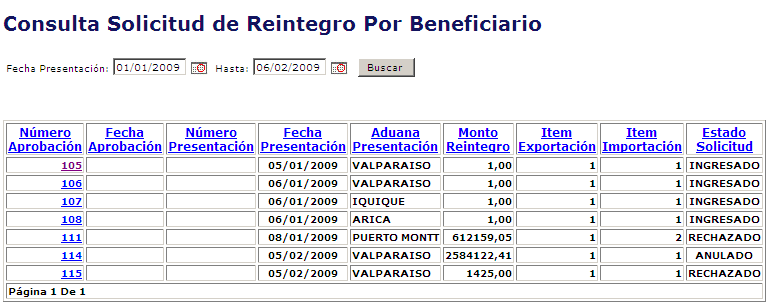 Consulta Solicitud de Reintegro Por Beneficiario
Fecha Presentación: 01/01/2009 Hasta: 06/02/2009 Buscar
Número Aprobación Fecha Aprobación Número Presentación Fecha Presentación Aduana Presentación Monto Reintegro Item Exportación Item Importación Estado Solicitud
105 05/01/2009 VALPARAISO 1,00 1 1 INGRESADO
106 06/01/2009 VALPARAISO 1,00 1 1 INGRESADO
107 06/01/2009 IQUIQUE 1,00 1 1 INGRESADO
108 06/01/2009 ARICA 1,00 1 1 INGRESADO
111 08/01/2009 PUERTO MONTT 612159,05 1 2 RECHAZADO
114 05/02/2009 VALPARAISO 2584122,41 1 1 ANULADO
115 05/02/2009 VALPARAISO 1425,00 1 1 RECHAZADO
Página 1 De 1